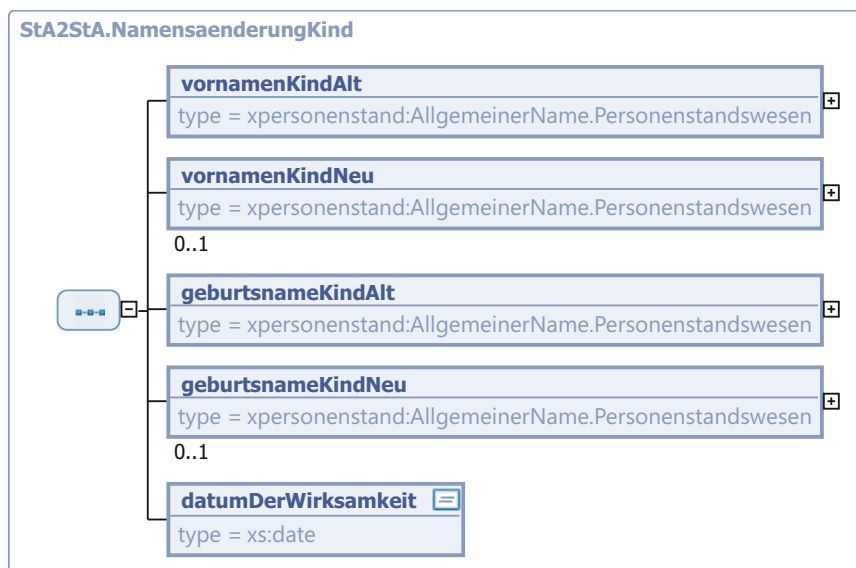 StA2StA.NamensaenderungKind
vornamenKindAlt
type = xpersonenstand:AllgemeinerName.Personenstandswesen
vornamenKindNeu
type = xpersonenstand:AllgemeinerName.Personenstandswesen
0..1
geburtsnameKindAlt
type = xpersonenstand:AllgemeinerName.Personenstandswesen
geburtsnameKindNeu
type = xpersonenstand:AllgemeinerName.Personenstandswesen
0..1
datumDerWirksamkeit
type = xs:date